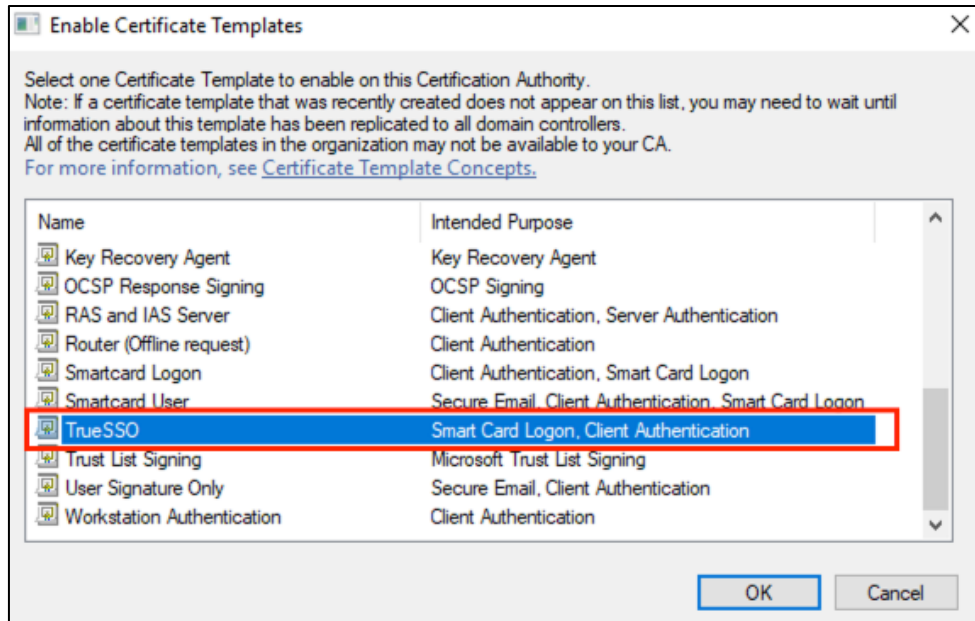 Enable Certificate Templates
Select one Certificate Template to enable on this Certification Authority.
Note: If a certificate template that was recently created does not appear on this list, you may need to wait until
information about this template has been replicated to all domain controllers.
All of the certificate templates in the organization may not be available to your CA.
For more information, see Certificate Template Concepts.
Name Intended Purpose
Key Recovery Agent Key Recovery Agent
OCSP Response Signing OCSP Signing
RAS and IAS Server Client Authentication, Server Authentication
Router (Offline request) Client Authentication
Smartcard Logon Client Authentication, Smart Card Logon
Smartcard User Secure Email, Client Authentication, Smart Card Logon
TrueSSO Smart Card Logon, Client Authentication
Trust List Signing Microsoft Trust List Signing
User Signature Only Secure Email, Client Authentication
Workstation Authentication Client Authentication
OK Cancel